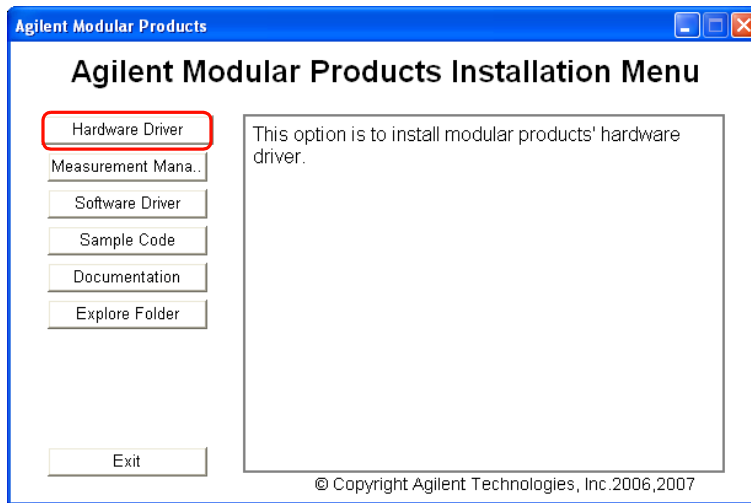 Agilent Modular Products
Agilent Modular Products Installation Menu
Hardware Driver
Measurement Mana..
Software Driver
Sample Code
Documentation
Explore Folder
Exit
This option is to install modular products' hardware
driver.
© Copyright Agilent Technologies, Inc.2006,2007